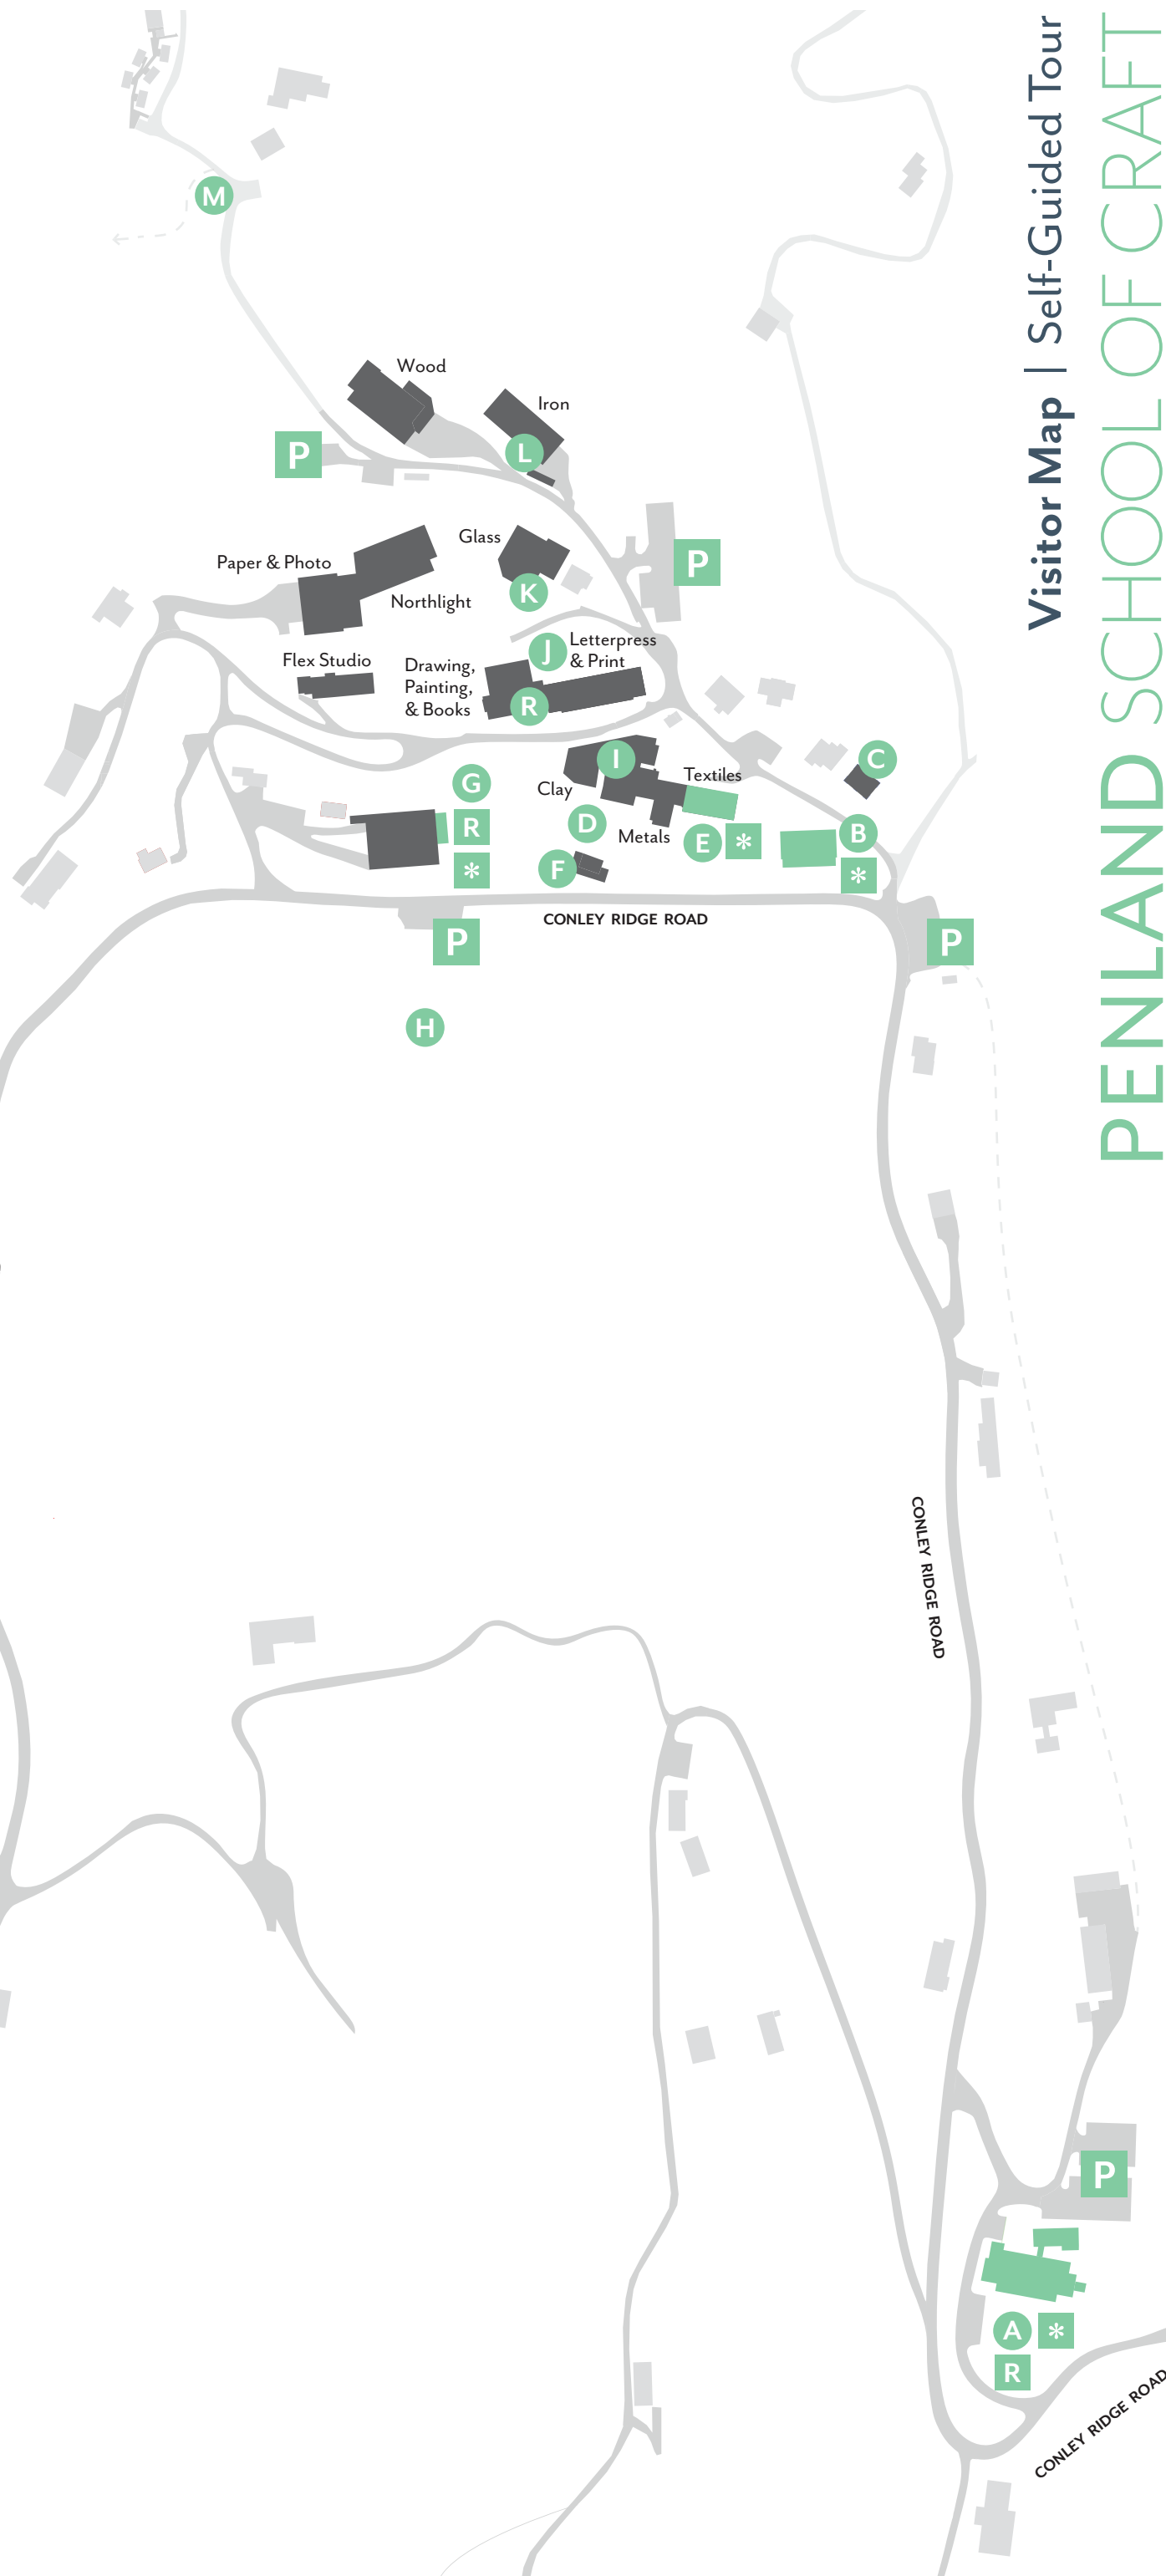 PENLAND SCHOOL OF CRAFT
Visitor Map | Self-Guided Tour
M
Wood
Iron
L
P
Glass
P
Paper & Photo
K
Northlight
J
Letterpress
& Print
Flex Studio
Drawing,
Painting,
& Books
R
I
C
Textiles
G
Clay
D
R
Metals
E
*
B
F
*
*
CONLEY RIDGE ROAD
P
P
H
CONLEY RIDGE ROAD
P
A
*
R
CONLEY RIDGE ROAD